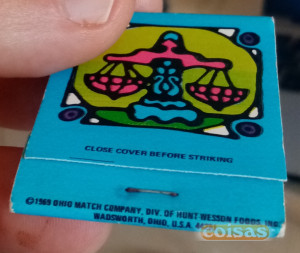 CLOSE COVER BEFORE STRIKING
©1969 OHIO MATCH COMPANY, DIV. OF HUNT-WESSON FOODS, INC.
WADSWORTH, OHIO, U.S.A.
coisas